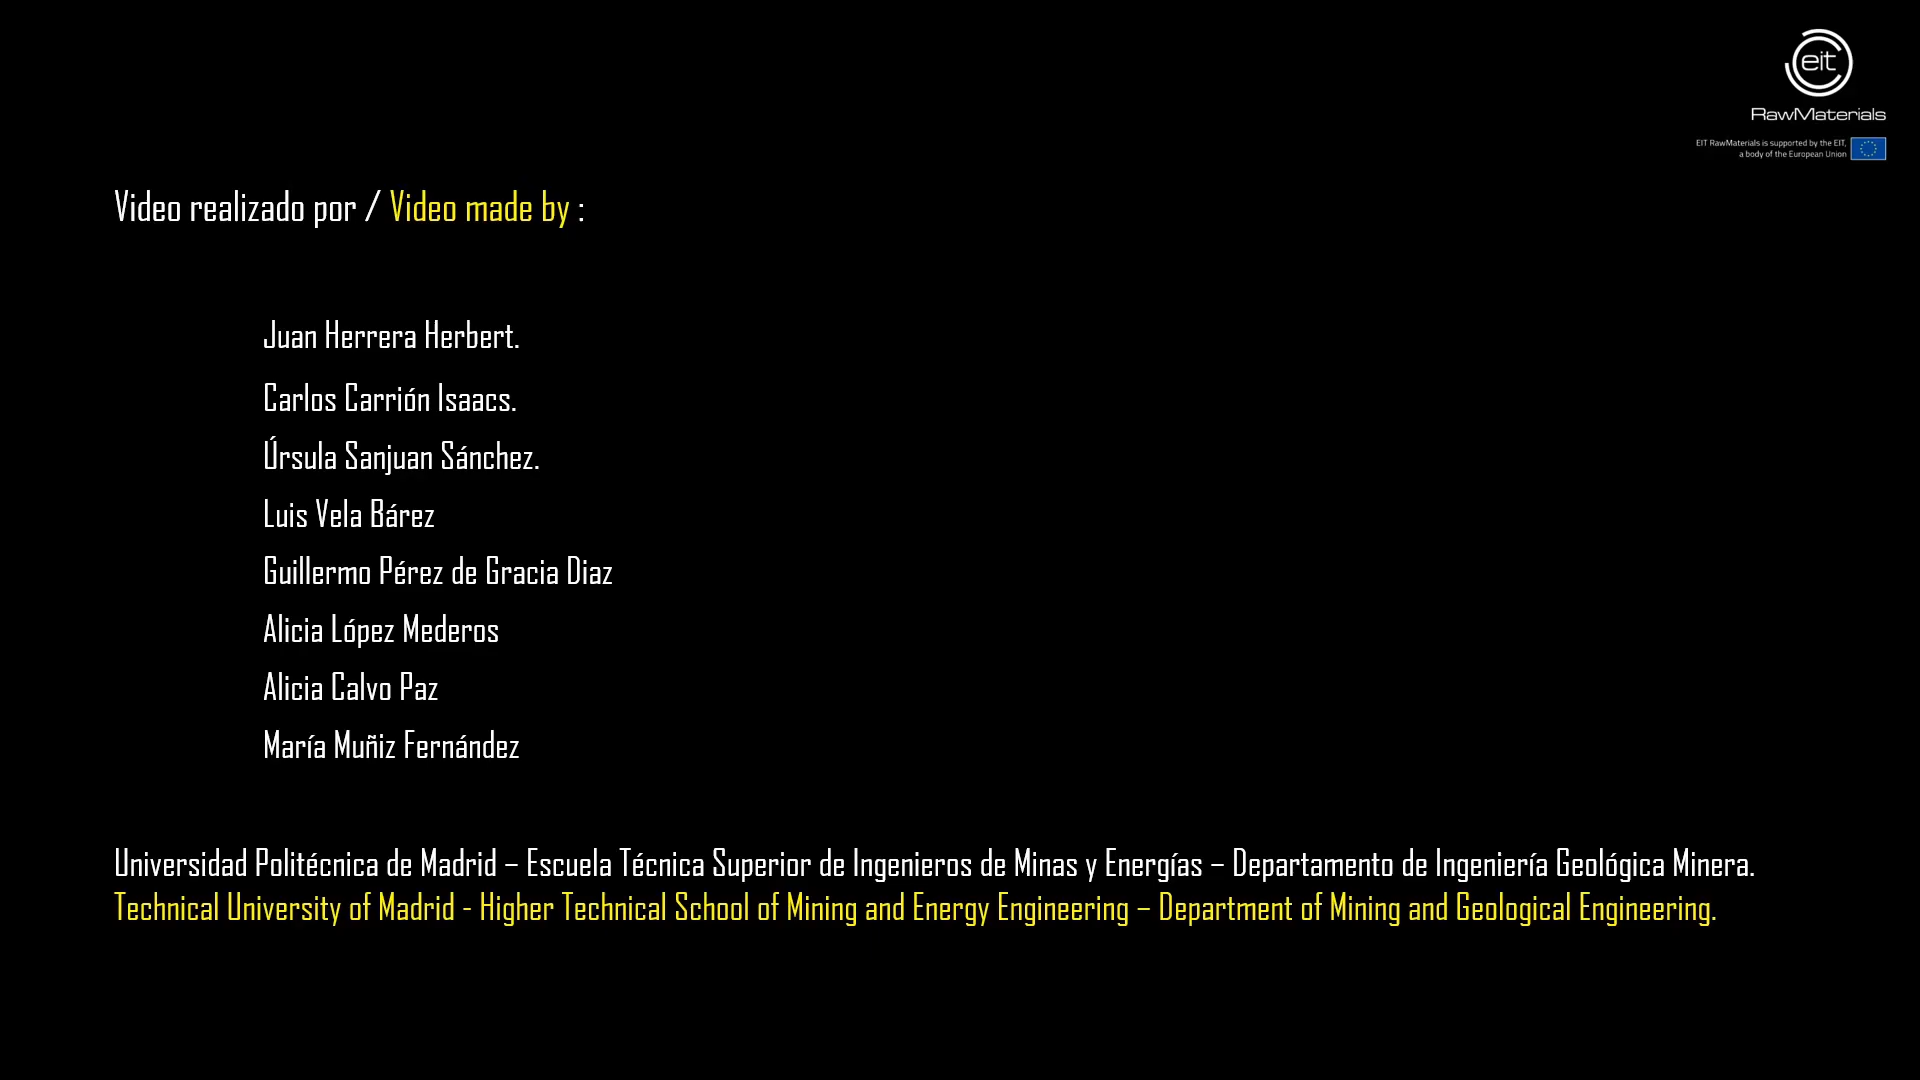 eit
RawMaterials
EIT RawMaterials is supported by the EIT,
a body of the European Union
Video realizado por / Video made by :
Juan Herrera Herbert.
Carlos Carrión Isaacs.
Úrsula Sanjuan Sánchez.
Luis Vela Bárez
Guillermo Pérez de Gracia Diaz
Alicia López Mederos
Alicia Calvo Paz
María Muñiz Fernández
Universidad Politécnica de Madrid – Escuela Técnica Superior de Ingenieros de Minas y Energías – Departamento de Ingeniería Geológica Minera.
Technical University of Madrid - Higher Technical School of Mining and Energy Engineering – Department of Mining and Geological Engineering.